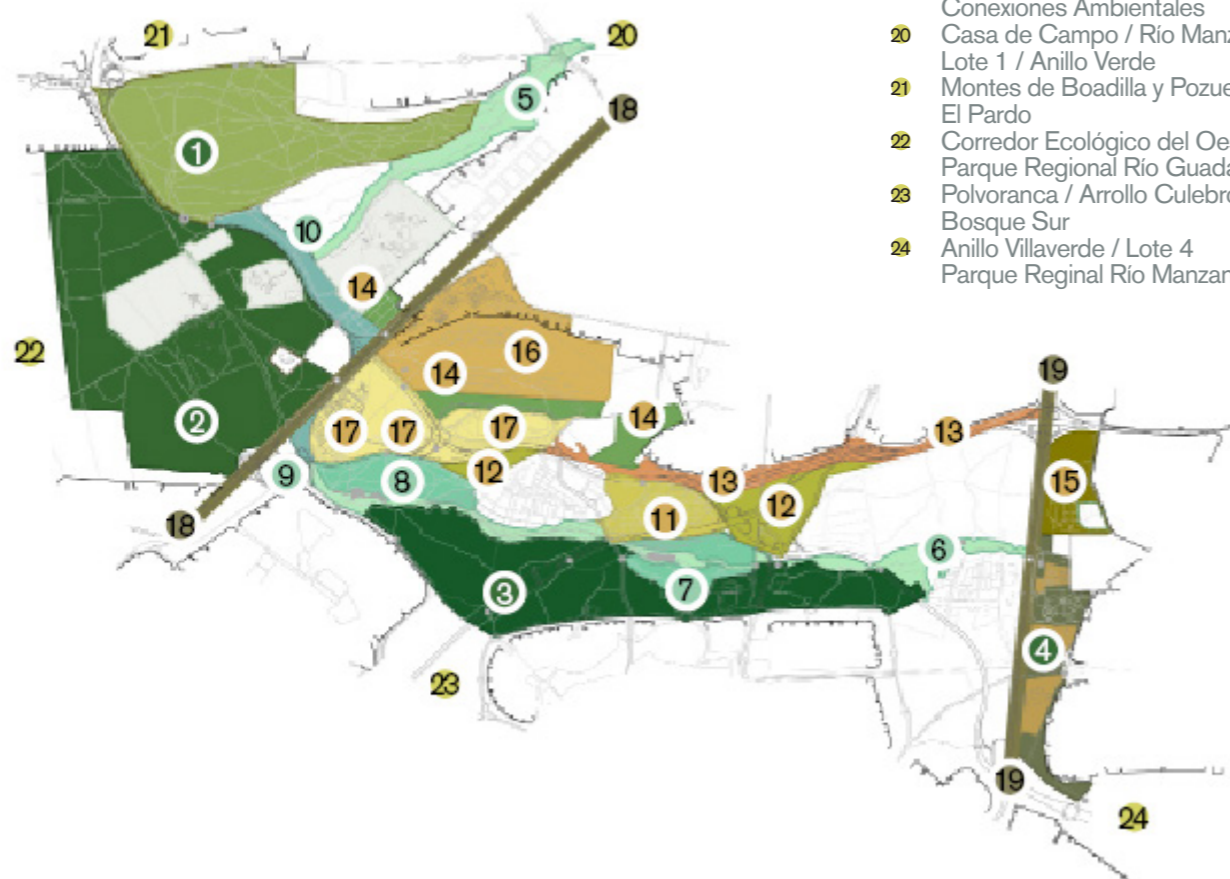 Conexiones Ambientales
20 Casa de Campo / Río Manz
Lote 1 / Anillo Verde
21 Montes de Boadilla y Pozue
El Pardo
22 Corredor Ecológico del Oe
Parque Regional Río Guada
23 Polvoranca / Arrollo Culebro
Bosque Sur
24 Anillo Villaverde / Lote 4
Parque Reginal Río Manzan
21
20
5
18
1
10
14
22
16
14
19
2
14
17
17
17
13
9
8
12
13
15
12
11
18
6
3
7
4
23
19
24